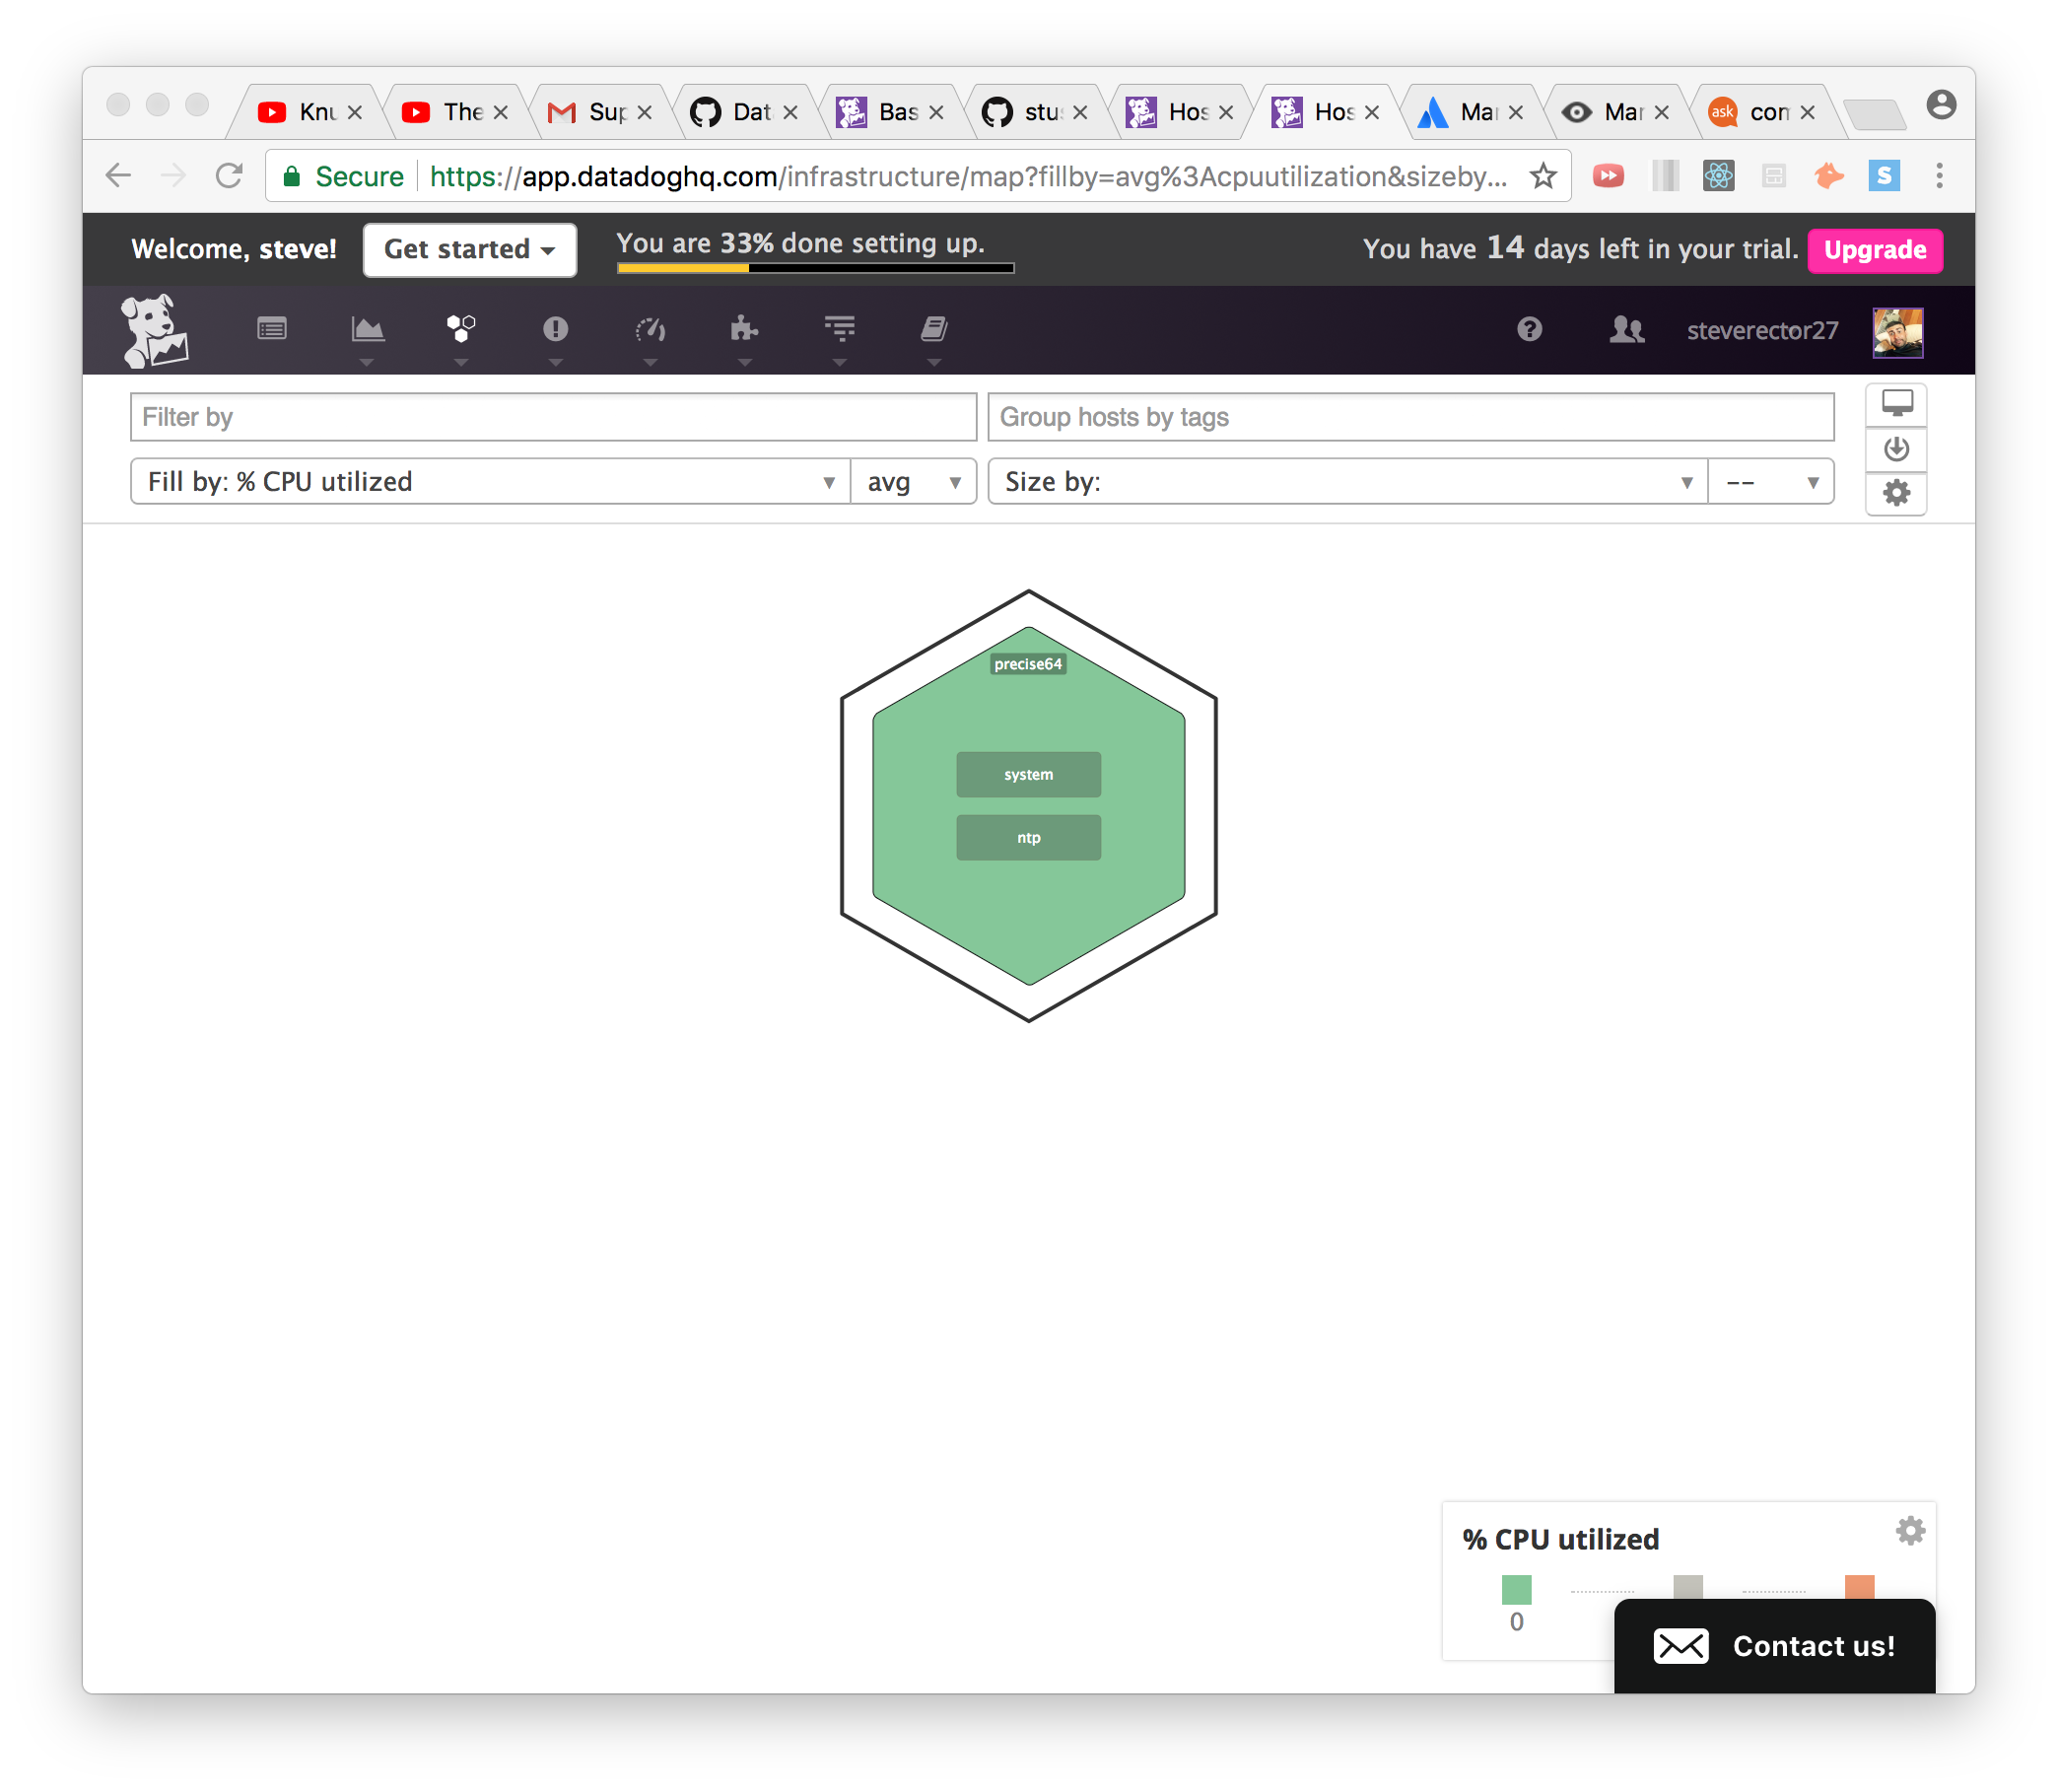 Knu The Sup Dat Bas stu Hos Hos Mar Mar ask com
Secure https://app.datadoghq.com/infrastructure/map?fillby=avg%3Acpuutilization&sizeby... S
Welcome, steve! Get started You are 33% done setting up. You have 14 days left in your trial. Upgrade
steverector27
Filter by Group hosts by tags
Fill by: % CPU utilized avg Size by: --
precise64
system
ntp
% CPU utilized
0
Contact us!